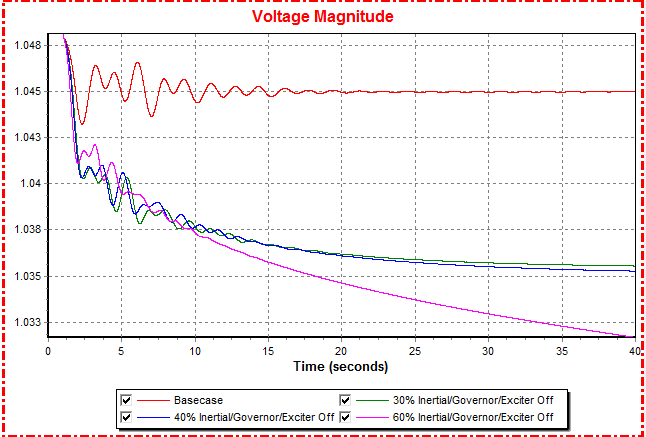 Voltage Magnitude
1.048
1.045
1.043
1.04
1.038
1.035
1.033
0 5 10 15 20 25 30 35 40
Time (seconds)
Basecase 30% Inertial/Governor/Exciter Off
40% Inertial/Governor/Exciter Off 60% Inertial/Governor/Exciter Off